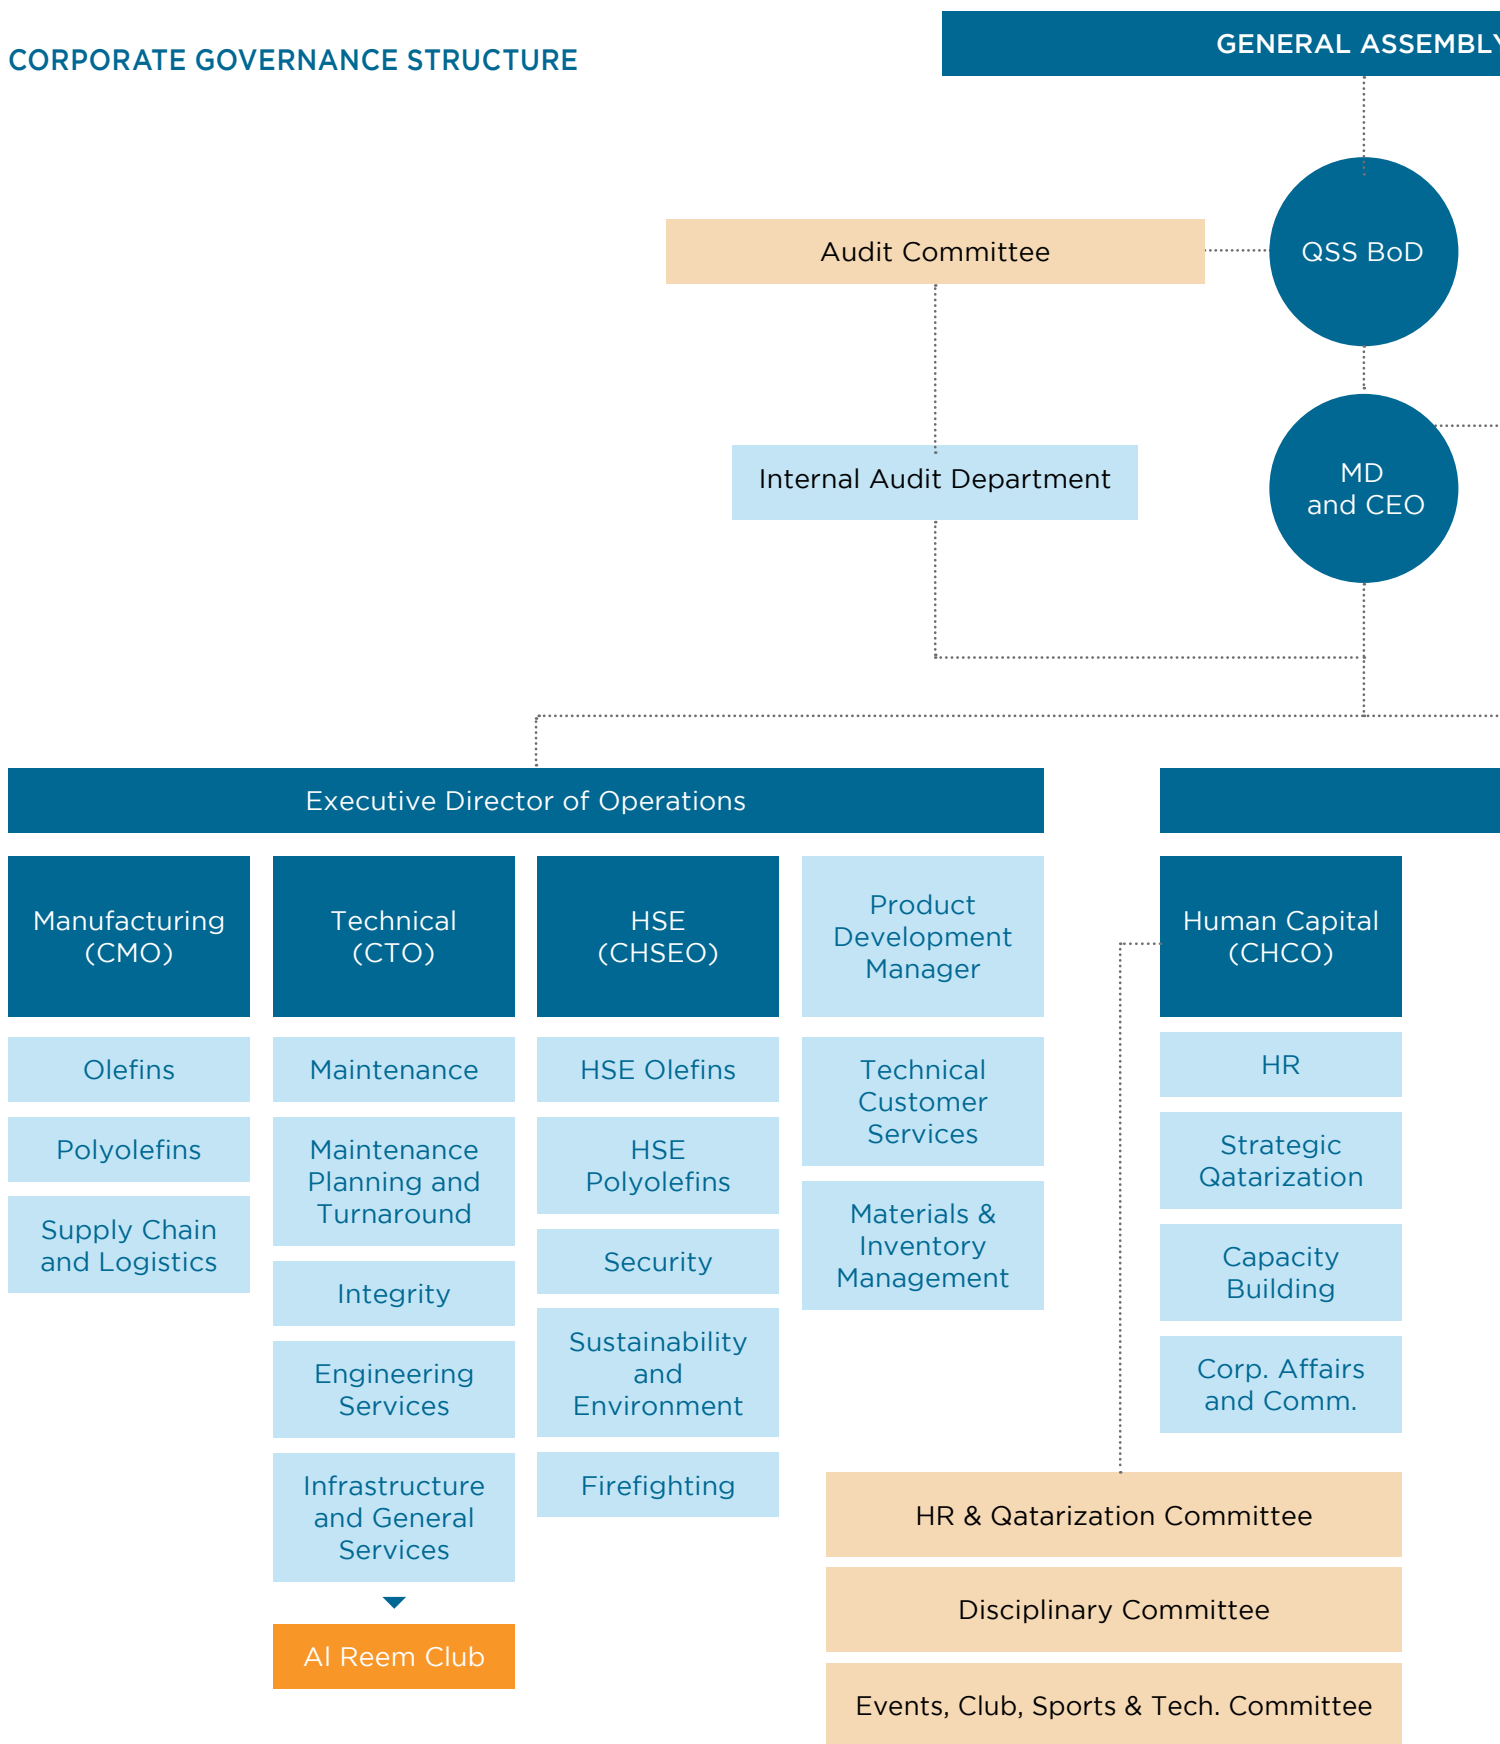 CORPORATE GOVERNANCE STRUCTURE
GENERAL ASSEMBLY
Audit Committee
QSS BoD
Internal Audit Department
MD
and CEO
Executive Director of Operations
Manufacturing
(CMO)
Olefins
Polyolefins
Supply Chain
and Logistics
Technical
(CTO)
Maintenance
Maintenance
Planning and
Turnaround
Integrity
Engineering
Services
Infrastructure
and General
Services
Al Reem Club
HSE
(CHSEO)
HSE Olefins
HSE
Polyolefins
Security
Sustainability
and
Environment
Firefighting
Product
Development
Manager
Technical
Customer
Services
Materials &
Inventory
Management
Human Capital
(CHCO)
HR
Strategic
Qatarization
Capacity
Building
Corp. Affairs
and Comm.
HR & Qatarization Committee
Disciplinary Committee
Events, Club, Sports & Tech. Committee